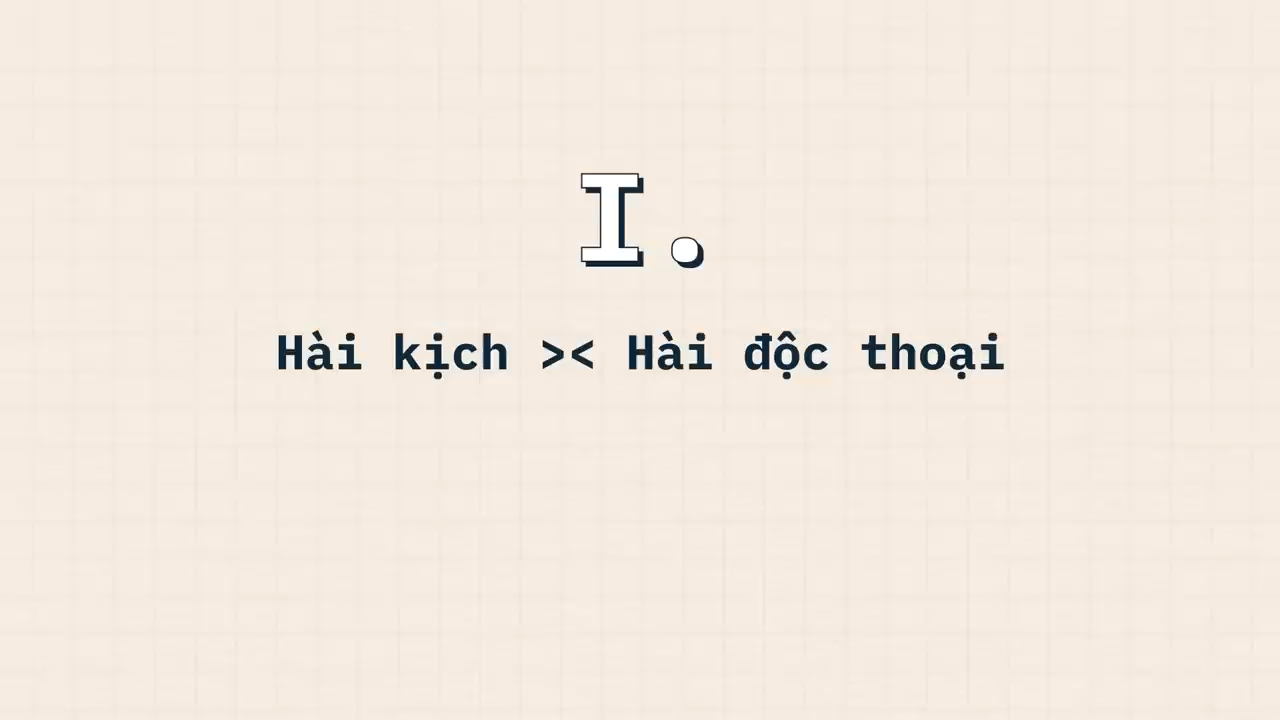 I.
Hài kịch >< Hài độc thoại